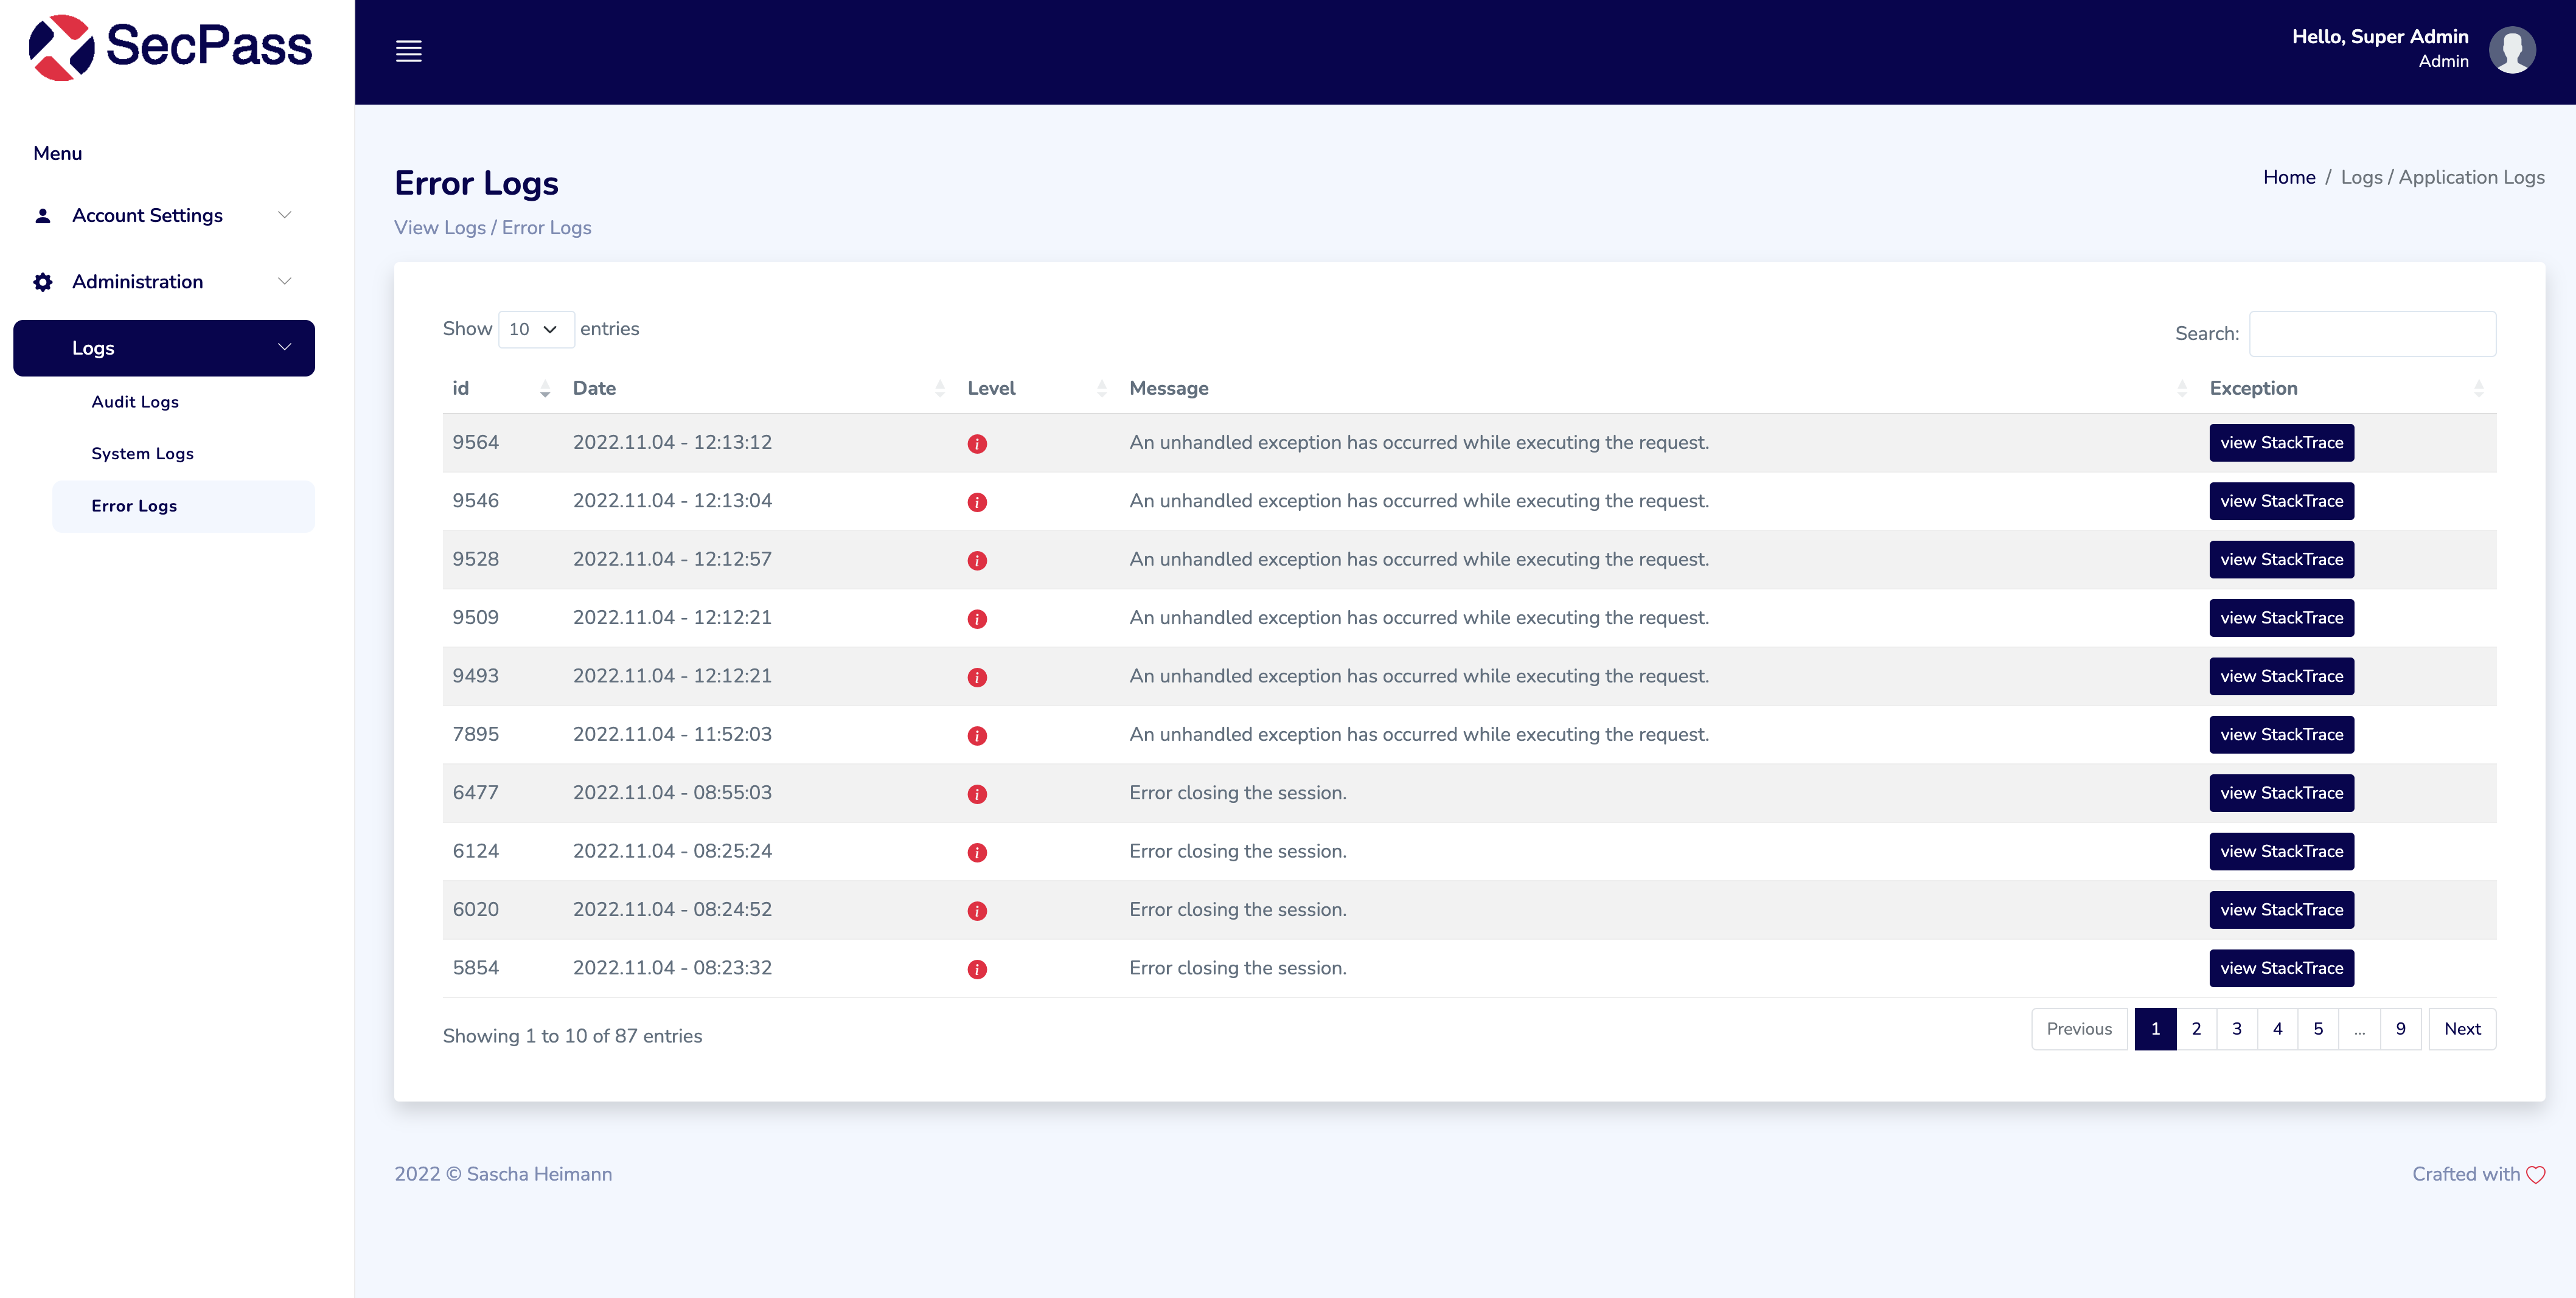 SecPass
Hello, Super Admin
Admin
Menu
Account Settings
Administration
Logs
Audit Logs
System Logs
Error Logs
Error Logs
View Logs / Error Logs
Home / Logs / Application Logs
Show 10 entries
Search:
id Date Level Message Exception
9564 2022.11.04 - 12:13:12 i An unhandled exception has occurred while executing the request. view StackTrace
9546 2022.11.04 - 12:13:04 i An unhandled exception has occurred while executing the request. view StackTrace
9528 2022.11.04 - 12:12:57 i An unhandled exception has occurred while executing the request. view StackTrace
9509 2022.11.04 - 12:12:21 i An unhandled exception has occurred while executing the request. view StackTrace
9493 2022.11.04 - 12:12:21 i An unhandled exception has occurred while executing the request. view StackTrace
7895 2022.11.04 - 11:52:03 i An unhandled exception has occurred while executing the request. view StackTrace
6477 2022.11.04 - 08:55:03 i Error closing the session. view StackTrace
6124 2022.11.04 - 08:25:24 i Error closing the session. view StackTrace
6020 2022.11.04 - 08:24:52 i Error closing the session. view StackTrace
5854 2022.11.04 - 08:23:32 i Error closing the session. view StackTrace
Showing 1 to 10 of 87 entries
Previous 1 2 3 4 5 ... 9 Next
2022 © Sascha Heimann
Crafted with